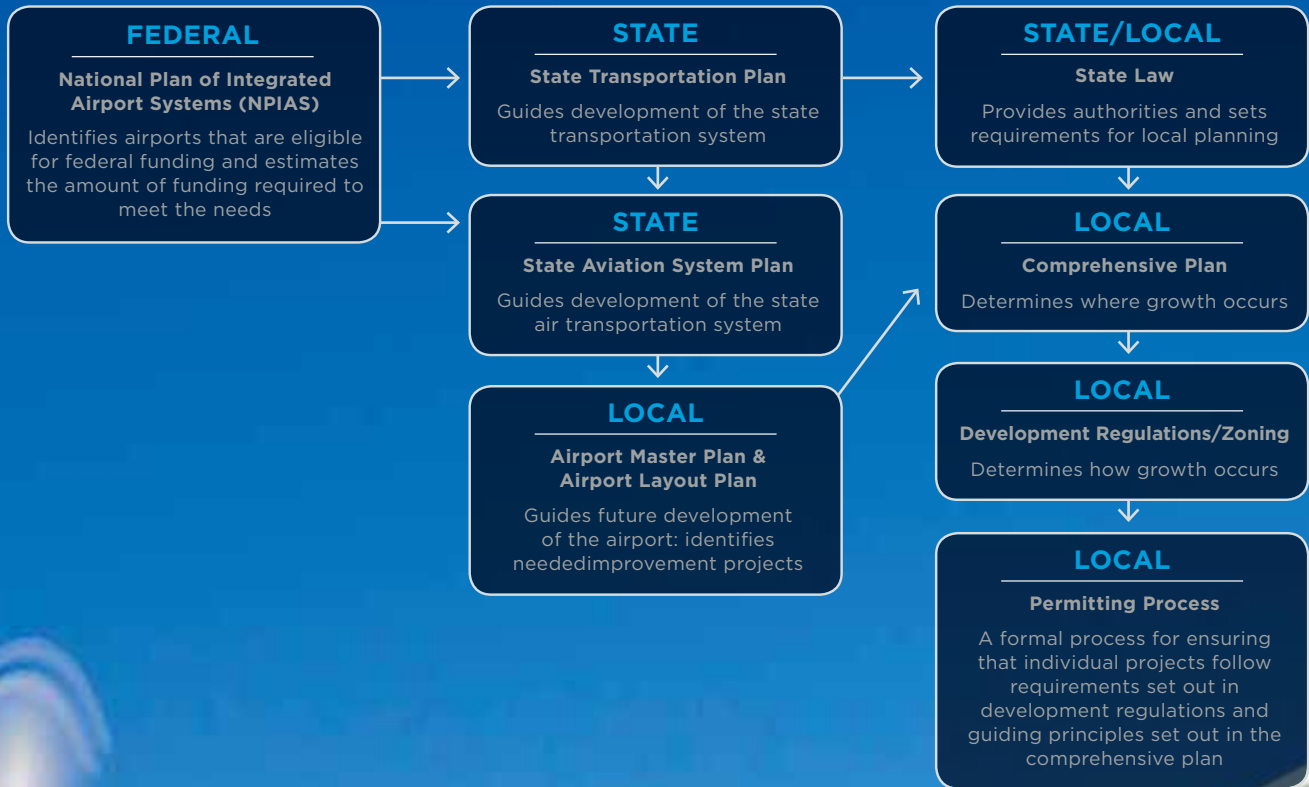 FEDERAL
National Plan of Integrated
Airport Systems (NPIAS)
Identifies airports that are eligible
for federal funding and estimates
the amount of funding required to
meet the needs
STATE
State Transportation Plan
Guides development of the state
transportation system
STATE
State Aviation System Plan
Guides development of the state
air transportation system
LOCAL
Airport Master Plan &
Airport Layout Plan
Guides future development
of the airport: identifies
neededimprovement projects
STATE/LOCAL
State Law
Provides authorities and sets
requirements for local planning
LOCAL
Comprehensive Plan
Determines where growth occurs
LOCAL
Development Regulations/Zoning
Determines how growth occurs
LOCAL
Permitting Process
A formal process for ensuring
that individual projects follow
requirements set out in
development regulations and
guiding principles set out in the
comprehensive plan